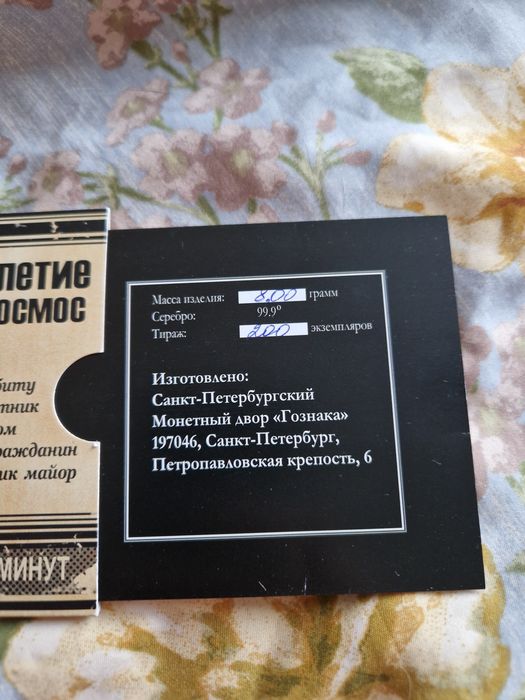 летие
осмос
биту
тник
ом
ражданин
ик майор
МИНУТ
Масса изделия: 8,00 грамм
Серебро: 99,9°
Тираж: 200 экземпляров
Изготовлено:
Санкт-Петербургский
Монетный двор «Гознака»
197046, Санкт-Петербург,
Петропавловская крепость, 6